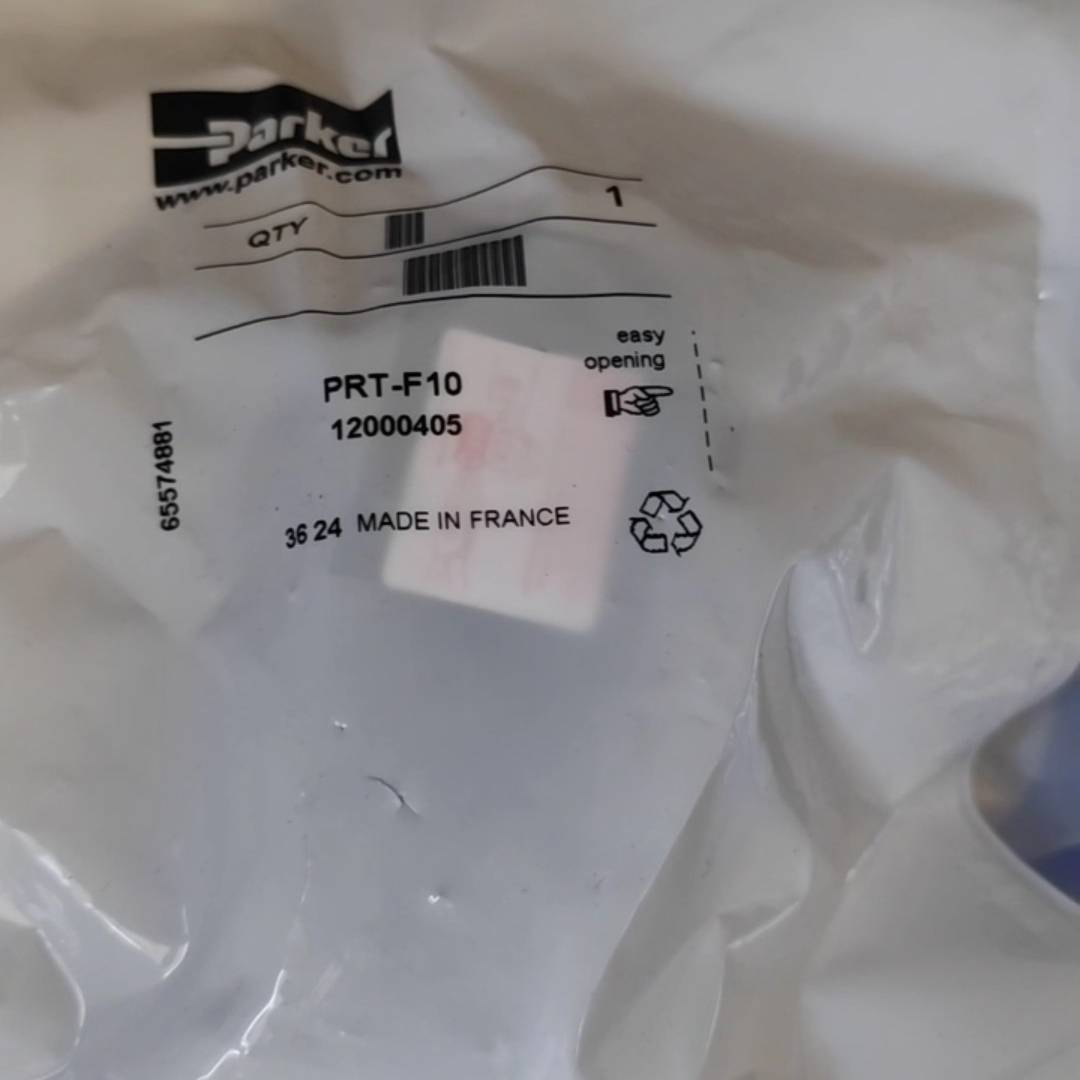 Parker
www.parker.com
QTY 1
easy
opening
PRT-F10
12000405
65574881
36 24 MADE IN FRANCE